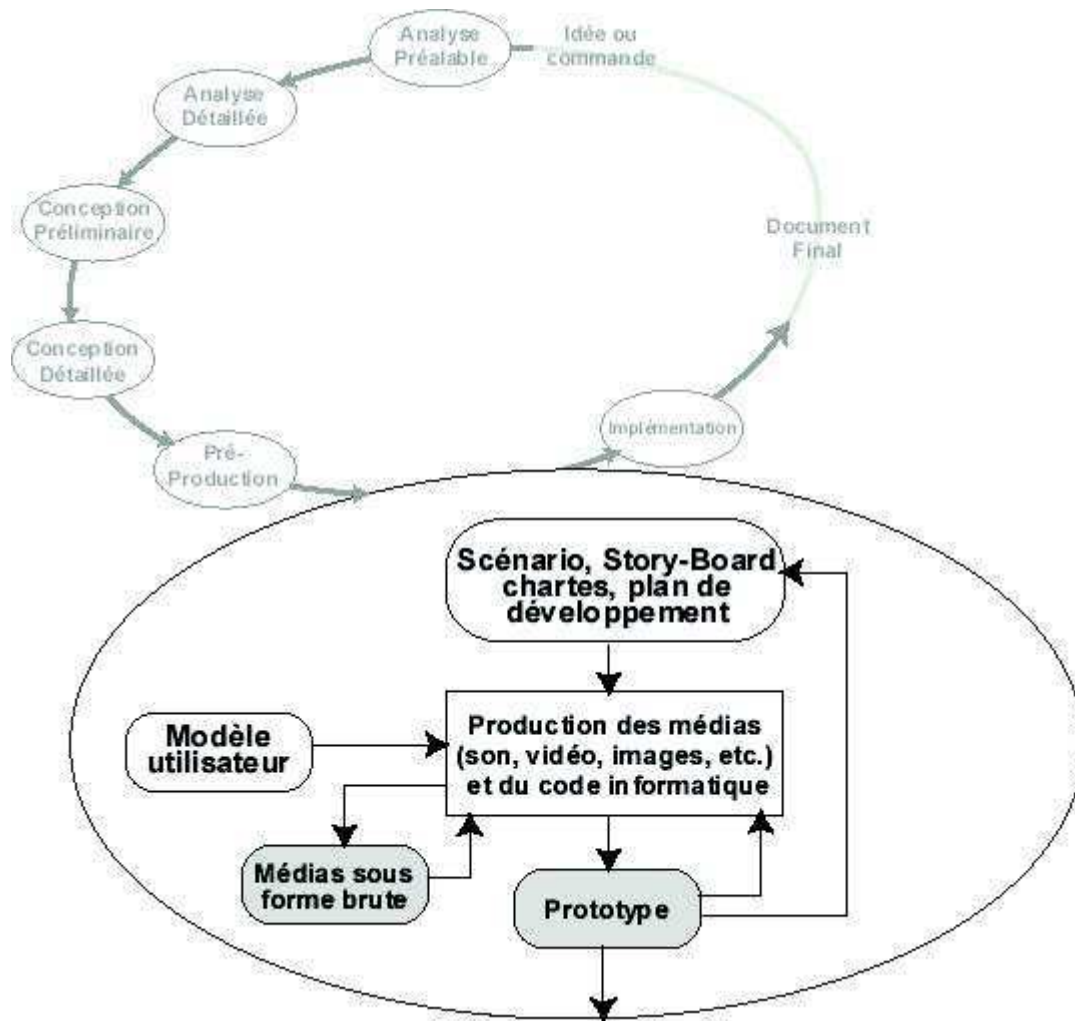 Analyse
Préalable
Idée ou
commande
Analyse
Détaillée
Conception
Préliminaire
Document
Final
Conception
Détaillée
Implémentation
Pré-
Production
Scénario, Story-Board
chartes, plan de
développement
Modèle
utilisateur
Production des médias
(son, vidéo, images, etc.)
et du code informatique
Médias sous
forme brute
Prototype